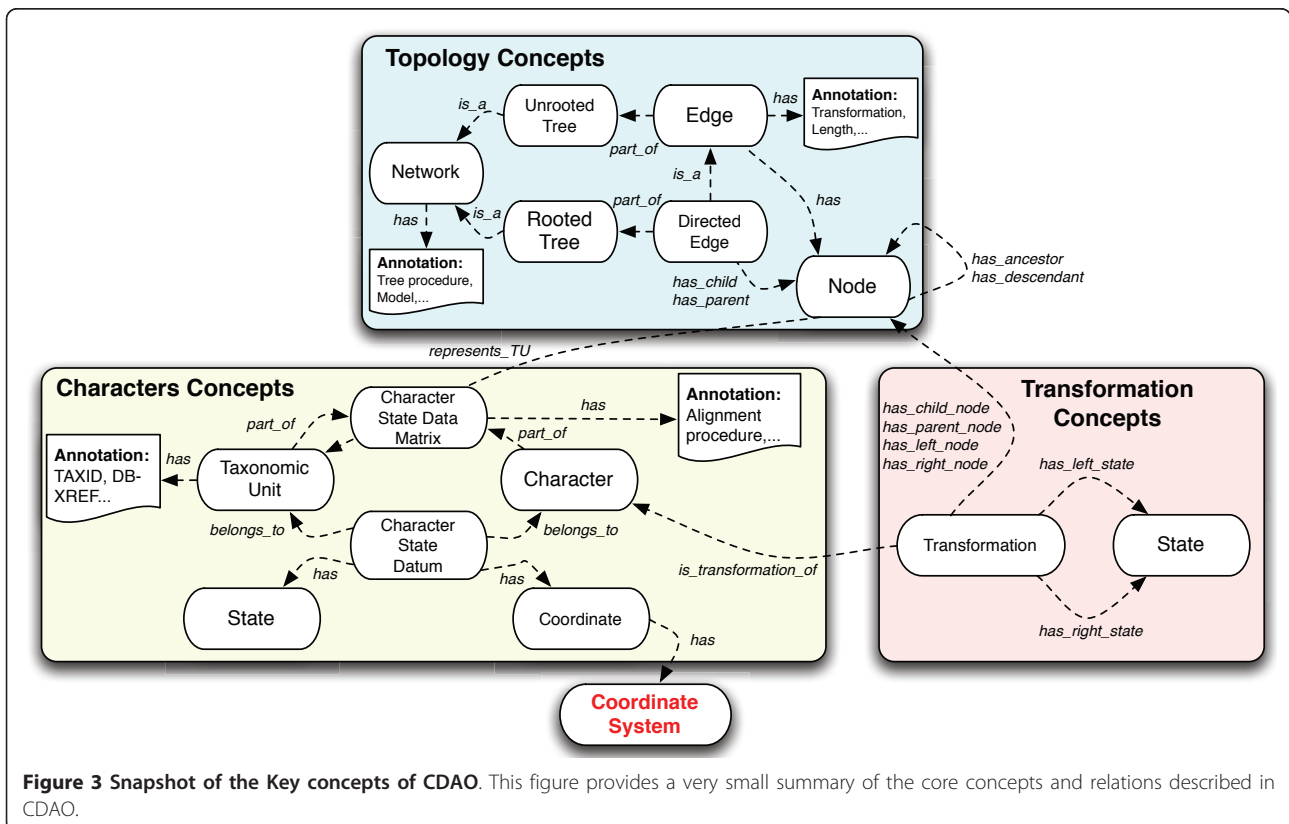 Topology Concepts
Unrooted
Tree
Edge
Annotation:
Transformation,
Length,...
is_a
has
part_of
Network
is_a
has
is_a
Rooted
Tree
part_of
Directed
Edge
has
Annotation:
Tree procedure,
Model,...
has_child
has_parent
Node
has_ancestor
has_descendant
represents_TU
Characters Concepts
Character
State Data
Matrix
has
Annotation:
Alignment
procedure,...
part_of
part_of
Annotation:
TAXID, DB-
XREF...
has
Taxonomic
Unit
Character
belongs_to
Character
State
Datum
belongs_to
has
has
State
Coordinate
has
Coordinate
System
Transformation
Concepts
has_child_node
has_parent_node
has_left_node
has_right_node
has_left_state
Transformation
State
is_transformation_of
has_right_state
Figure 3 Snapshot of the Key concepts of CDAO. This figure provides a very small summary of the core concepts and relations described in
CDAO.